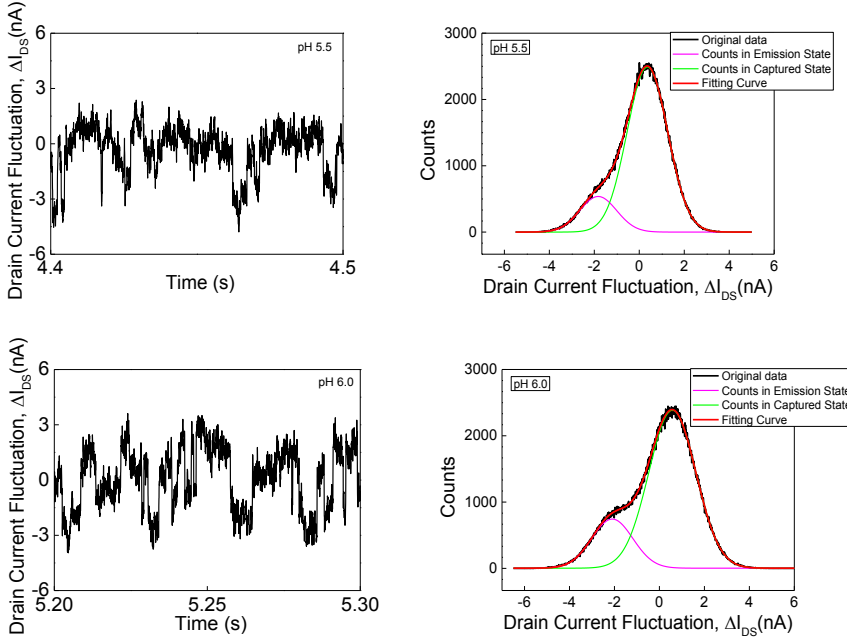 Drain Current Fluctuation, ΔI_DS(nA)
6
3
0
-3
-6
pH 5.5
4.4
4.5
Time (s)
Counts
3000
2500
2000
1500
1000
500
0
pH 5.5
Original data
Counts in Emission State
Counts in Captured State
Fitting Curve
-6
-4
-2
0
2
4
6
Drain Current Fluctuation, ΔI_DS(nA)
Drain Current Fluctuation, ΔI_DS(nA)
6
3
0
-3
-6
pH 6.0
5.20
5.25
5.30
Time (s)
Counts
3000
2000
1000
0
pH 6.0
Original data
Counts in Emission State
Counts in Captured State
Fitting Curve
-6
-4
-2
0
2
4
6
Drain Current Fluctuation, ΔI_DS(nA)